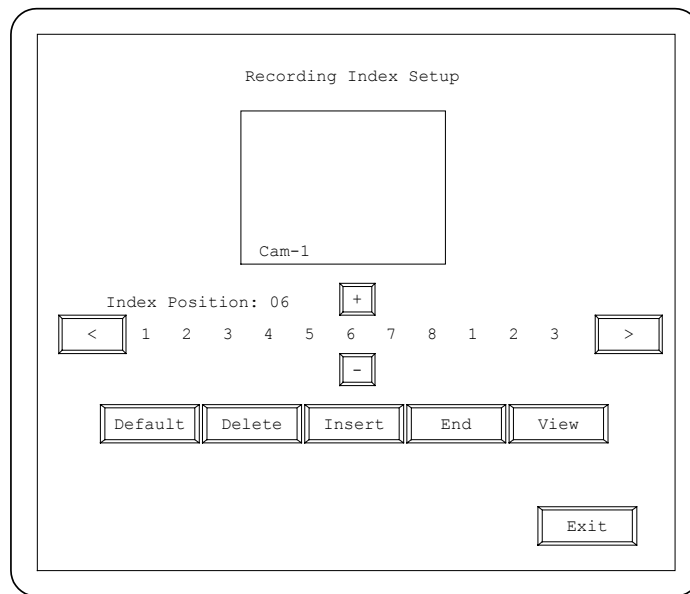 Recording Index Setup
Cam-1
Index Position: 06 +
< 1 2 3 4 5 6 7 8 1 2 3 >
-
Default Delete Insert End View
Exit